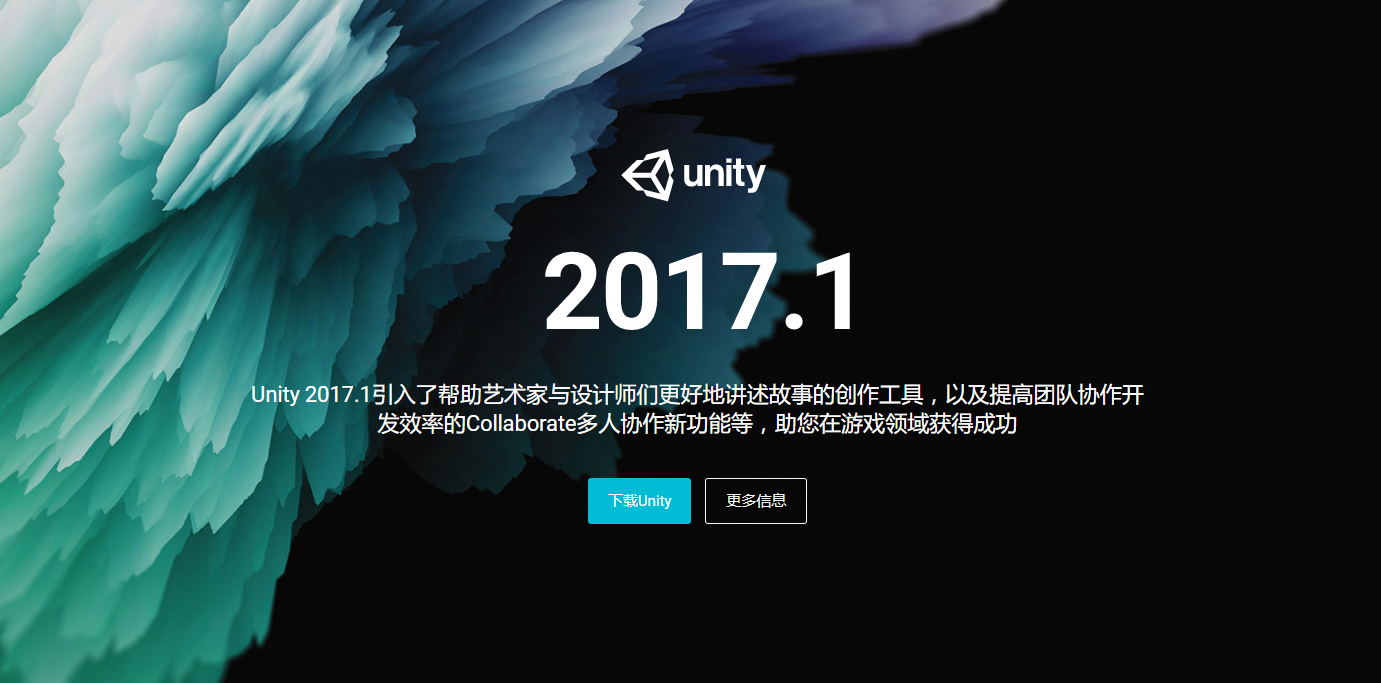 unity
2017.1
Unity 2017.1引入了帮助艺术家与设计师们更好地讲述故事的创作工具，以及提高团队协作开
发效率的Collaborate多人协作新功能等，助您在游戏领域获得成功
下载Unity
更多信息